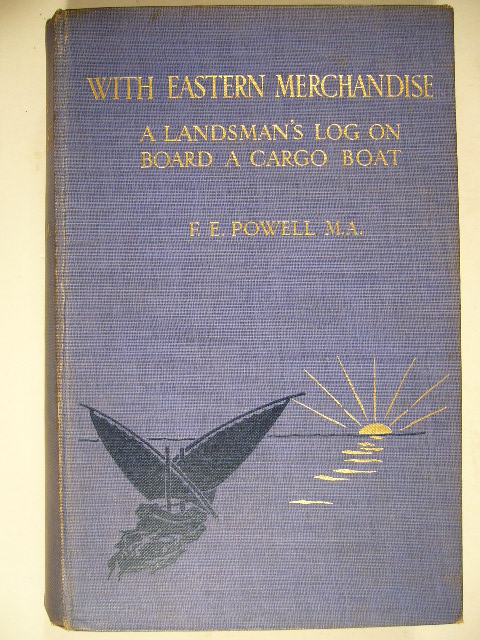 WITH EASTERN MERCHANDISE
A LANDSMAN'S LOG ON
BOARD A CARGO BOAT
F. E. POWELL M.A.